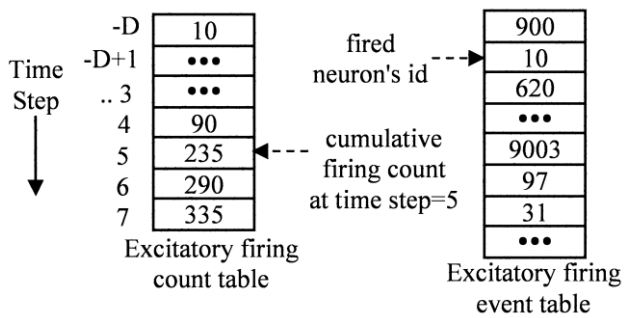 -D 10
-D+1 •••
.. 3 •••
4 90
5 235
6 290
7 335
Time
Step
Excitatory firing
count table
cumulative
firing count
at time step=5
fired
neuron's id
900
10
620
•••
9003
97
31
•••
Excitatory firing
event table